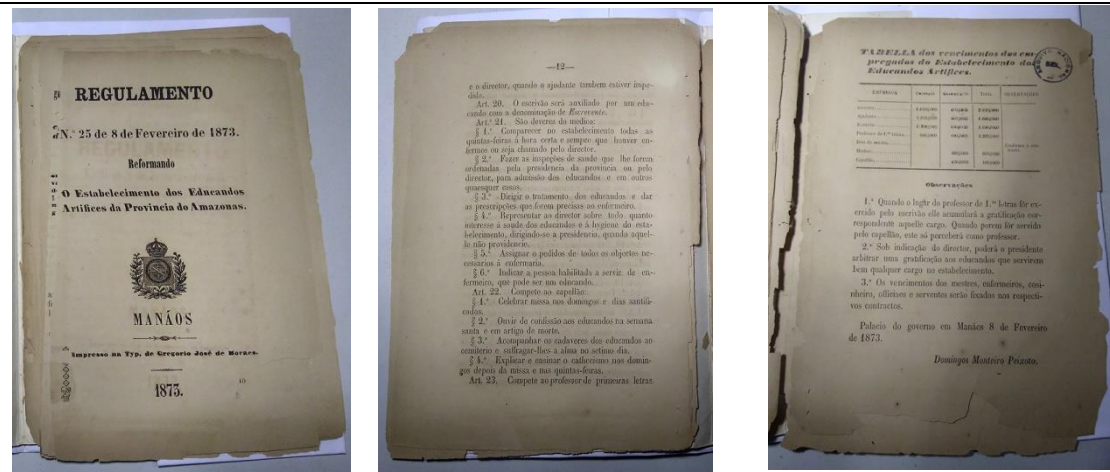 REGULAMENTO
N.º 25 de 8 de Fevereiro de 1873.
Reformando
O Estabelecimento dos Educandos
Artifices da Provincia do Amazonas.
MANÁOS
Impresso na Typ. de Gregorio José de Moraes.
1873.
—12—
e o director, quando o ajudante tambem estiver impe-
dido.
Art. 20. O escrivão será auxiliado por um edu-
cando com a denominação de Escrevente.
Art. 21. São deveres do medico:
§ 1.º Comparecer no estabelecimento todas as
quintas-feiras á hora certa e sempre que houver en-
fermos ou seja chamado pelo director.
§ 2.º Fazer as inspeções de saude que lhe forem
ordenadas pela presidencia da provincia ou pelo
director, para admissão dos educandos e em outros
quaesquer casos.
§ 3.º Dirigir o tratamento dos educandos e dar
as prescripções que forem precisas ao enfermeiro.
§ 4.º Representar ao director sobre tudo quanto
interesse á saude dos educandos e á hygiene do esta-
belecimento, dirigindo-se a presidencia, quando aquel-
le não providencie.
§ 5.º Assignar o pedidos de todos os objectos ne-
cessarios á enfermaria.
§ 6.º Indicar a pessoa habilitada a servir de en-
fermeiro, que pode ser um educando.
Art. 22. Compete ao capellão:
§ 1.º Celebrar missa nos domingos e dias santifi-
cados.
§ 2.º Ouvir de confissão aos educandos na semana
santa e em artigo de morte.
§ 3.º Acompanhar os cadaveres dos educandos ao
cemiterio e suffragar-lhes a alma no setimo dia.
§ 4.º Explicar e ensinar o cathecismo nos domin-
gos depois da missa e nas quintas-feiras.
Art. 23. Compete ao professor de primeiras letras
TABELLA dos vencimentos dos em-
pregados do Estabelecimento dos
Educandos Artifices.
EMPREGOS
TOTAL
OBSERVAÇÕES
Observações
1.ª Quando o lugar de professor de 1.ªs letras fôr ex-
ercido pelo escrivão elle acumulará a gratificação cor-
respondente aquelle cargo. Quando porem fôr servido
pelo capellão, este só perceberá como professor.
2.ª Sob indicação do director, poderá o presidente
arbitrar uma gratificação aos educandos que servirem
bem qualquer cargo no estabelecimento.
3.ª Os vencimentos dos mestres, enfermeiros, cosi-
nheiro, officiaes e serventes serão fixados nos respecti-
vos contractos.
Palacio do governo em Manáos 8 de Fevereiro
de 1873.
Domingos Monteiro Peixoto.